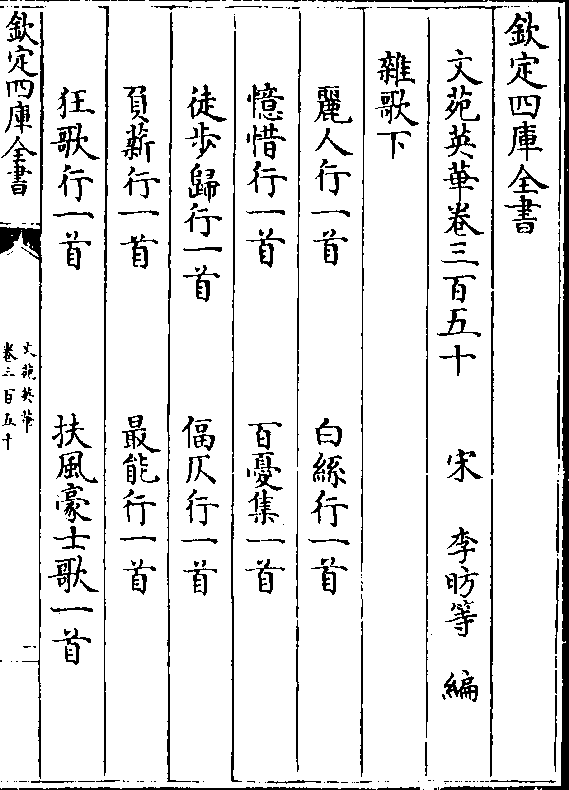 欽定四庫全書
文苑英華卷三百五十　宋　李昉等　編
雜歌下
麗人行一首　白絲行一首
憶惜行一首　百憂集一首
徒步歸行一首　偪仄行一首
負薪行一首　最能行一首
狂歌行一首　扶風豪士歌一首
欽定四庫全書
文苑英華
卷三百五十
一